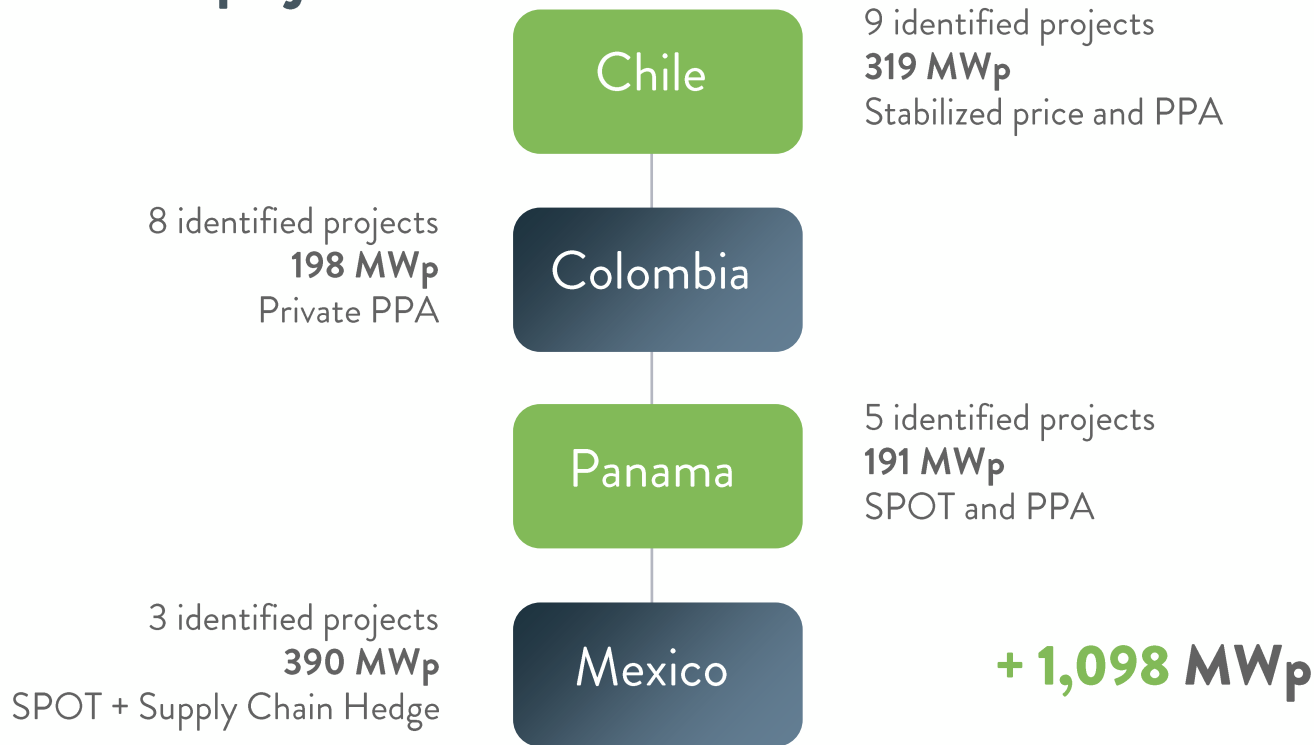 Chile
9 identified projects
319 MWp
Stabilized price and PPA
8 identified projects
198 MWp
Private PPA
Colombia
Panama
5 identified projects
191 MWp
SPOT and PPA
3 identified projects
390 MWp
SPOT + Supply Chain Hedge
Mexico
+ 1,098 MWp